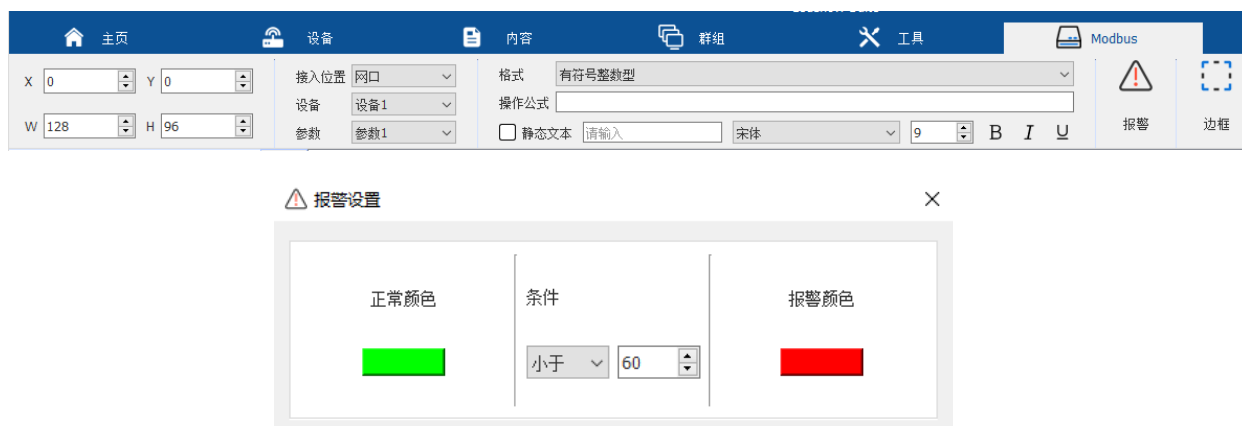 主页 设备 内容 群组 工具 Modbus
X 0 Y 0 接入位置 网口 格式 有符号整数型
设备 设备1 操作公式
W 128 H 96 参数 参数1 静态文本 请输入 宋体 9 B I U 报警 边框
报警设置
正常颜色 条件 报警颜色
小于 60